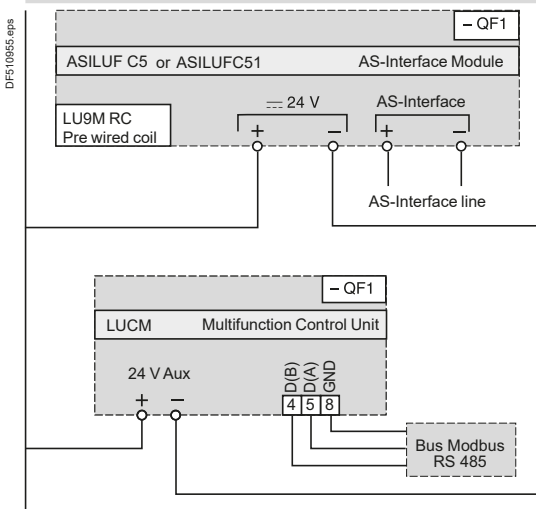 DF510955.eps
– QF1
ASILUF C5 or ASILUFC51 AS-Interface Module
LU9M RC
Pre wired coil
⎓ 24 V AS-Interface
+ – + –
AS-Interface line
– QF1
LUCM Multifunction Control Unit
24 V Aux
+ –
D(B) D(A) GND
4 5 8
Bus Modbus
RS 485